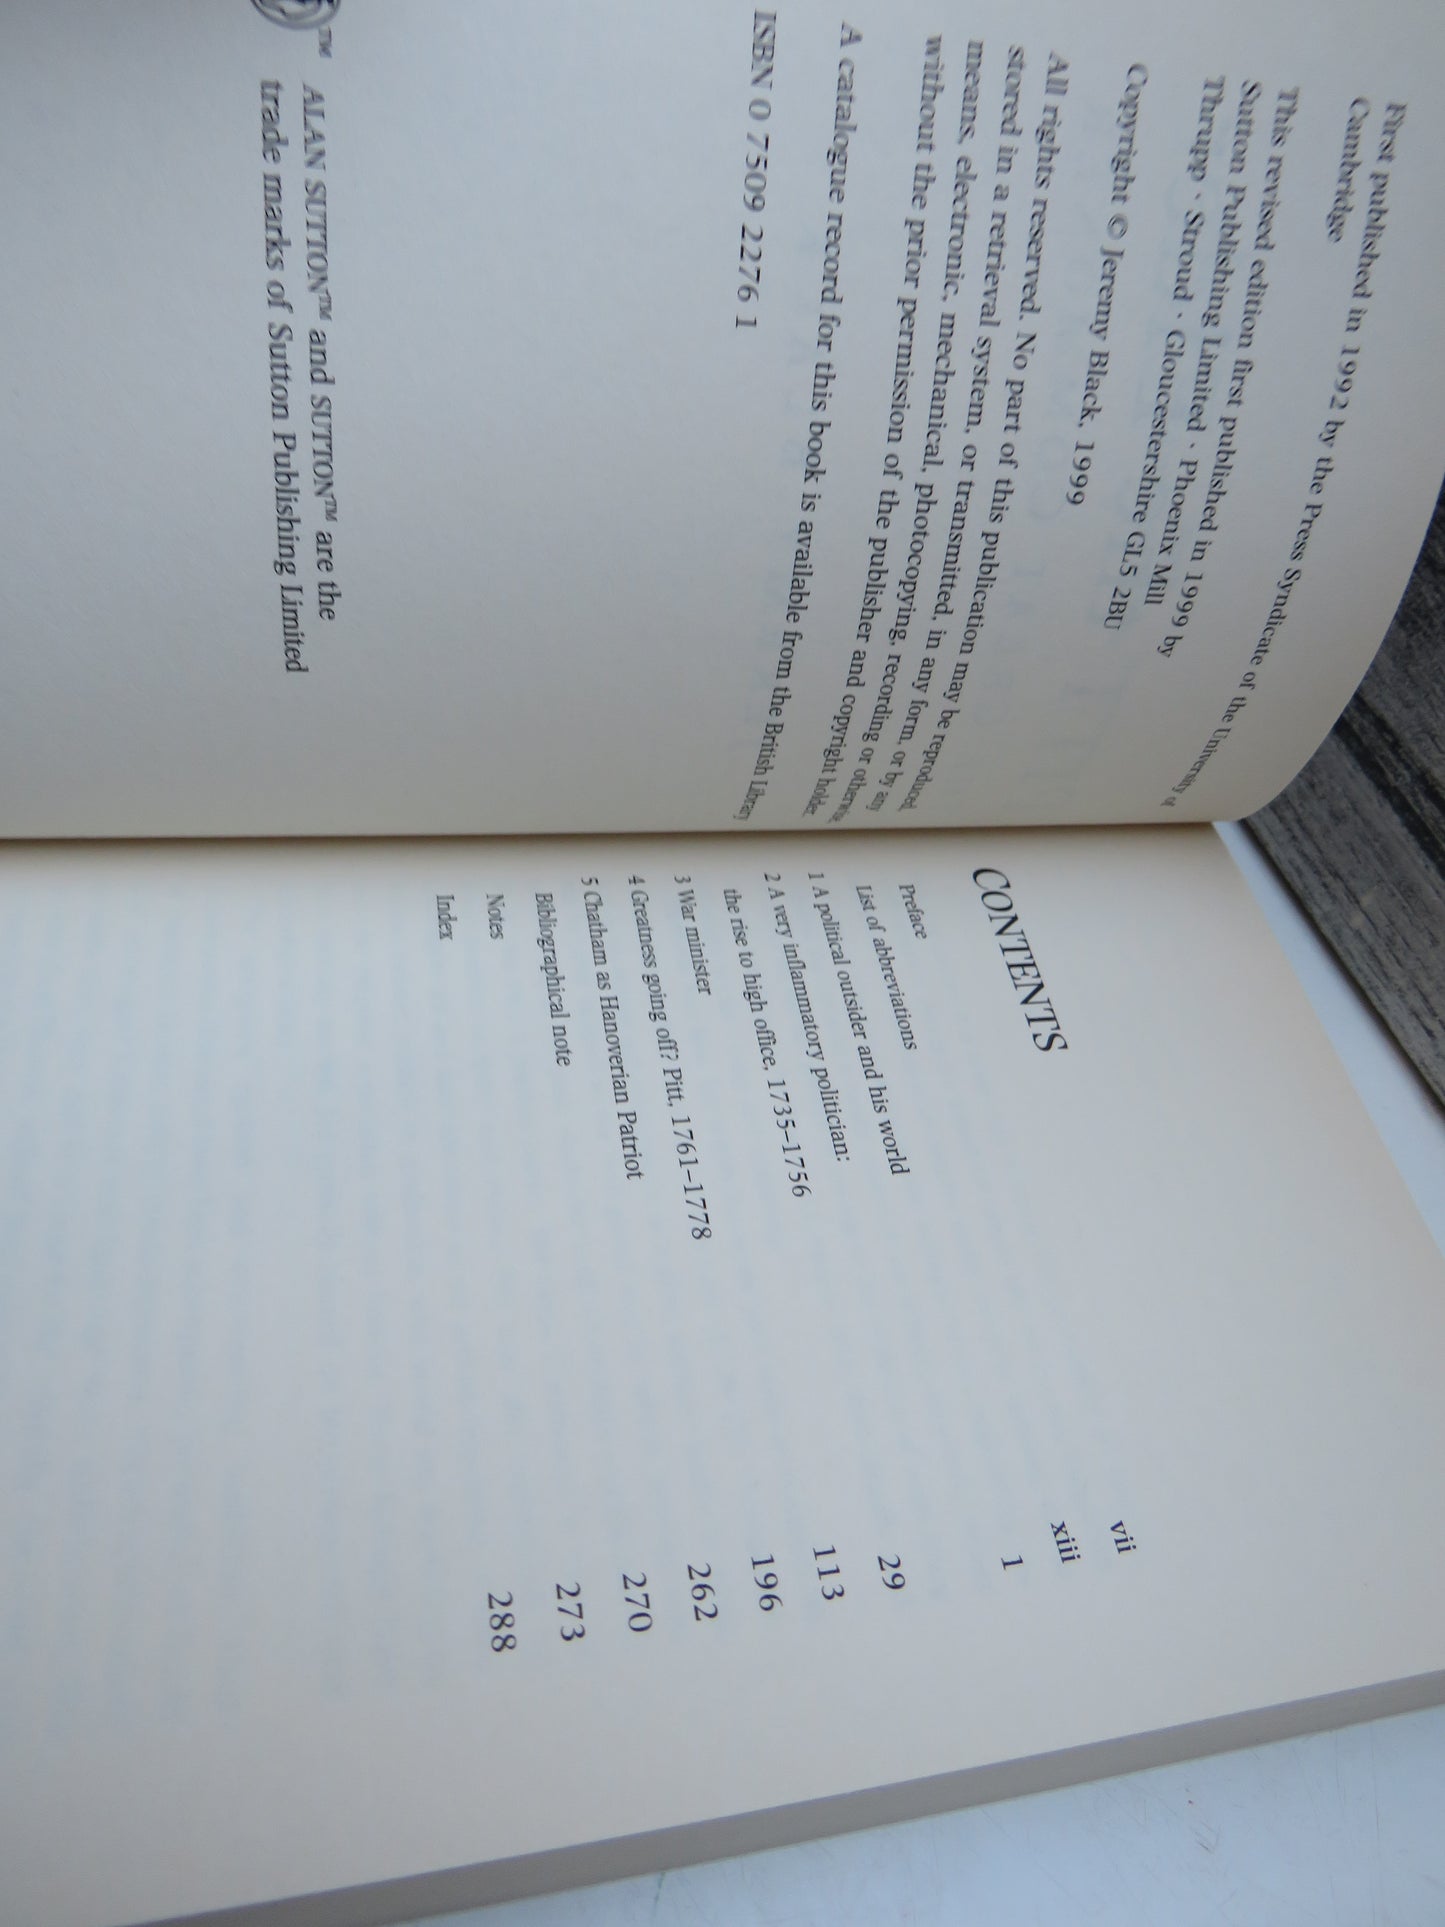 First published in 1992 by the Press Syndicate of the University of
Cambridge
This revised edition first published in 1999 by
Sutton Publishing Limited · Phoenix Mill
Thrupp · Stroud · Gloucestershire GL5 2BU
Copyright © Jeremy Black, 1999
All rights reserved. No part of this publication may be reproduced,
stored in a retrieval system, or transmitted, in any form, or by any
means, electronic, mechanical, photocopying, recording or otherwise,
without the prior permission of the publisher and copyright holder.
A catalogue record for this book is available from the British Library
ISBN 0 7509 2276 1
™ ALAN SUTTON™ and SUTTON™ are the
trade marks of Sutton Publishing Limited
CONTENTS
Preface vii
List of abbreviations xiii
1 A political outsider and his world 1
2 A very inflammatory politician:
the rise to high office, 1735–1756 29
3 War minister 113
4 Greatness going off? Pitt, 1761–1778 196
5 Chatham as Hanoverian Patriot 262
Bibliographical note 270
Notes 273
Index 288